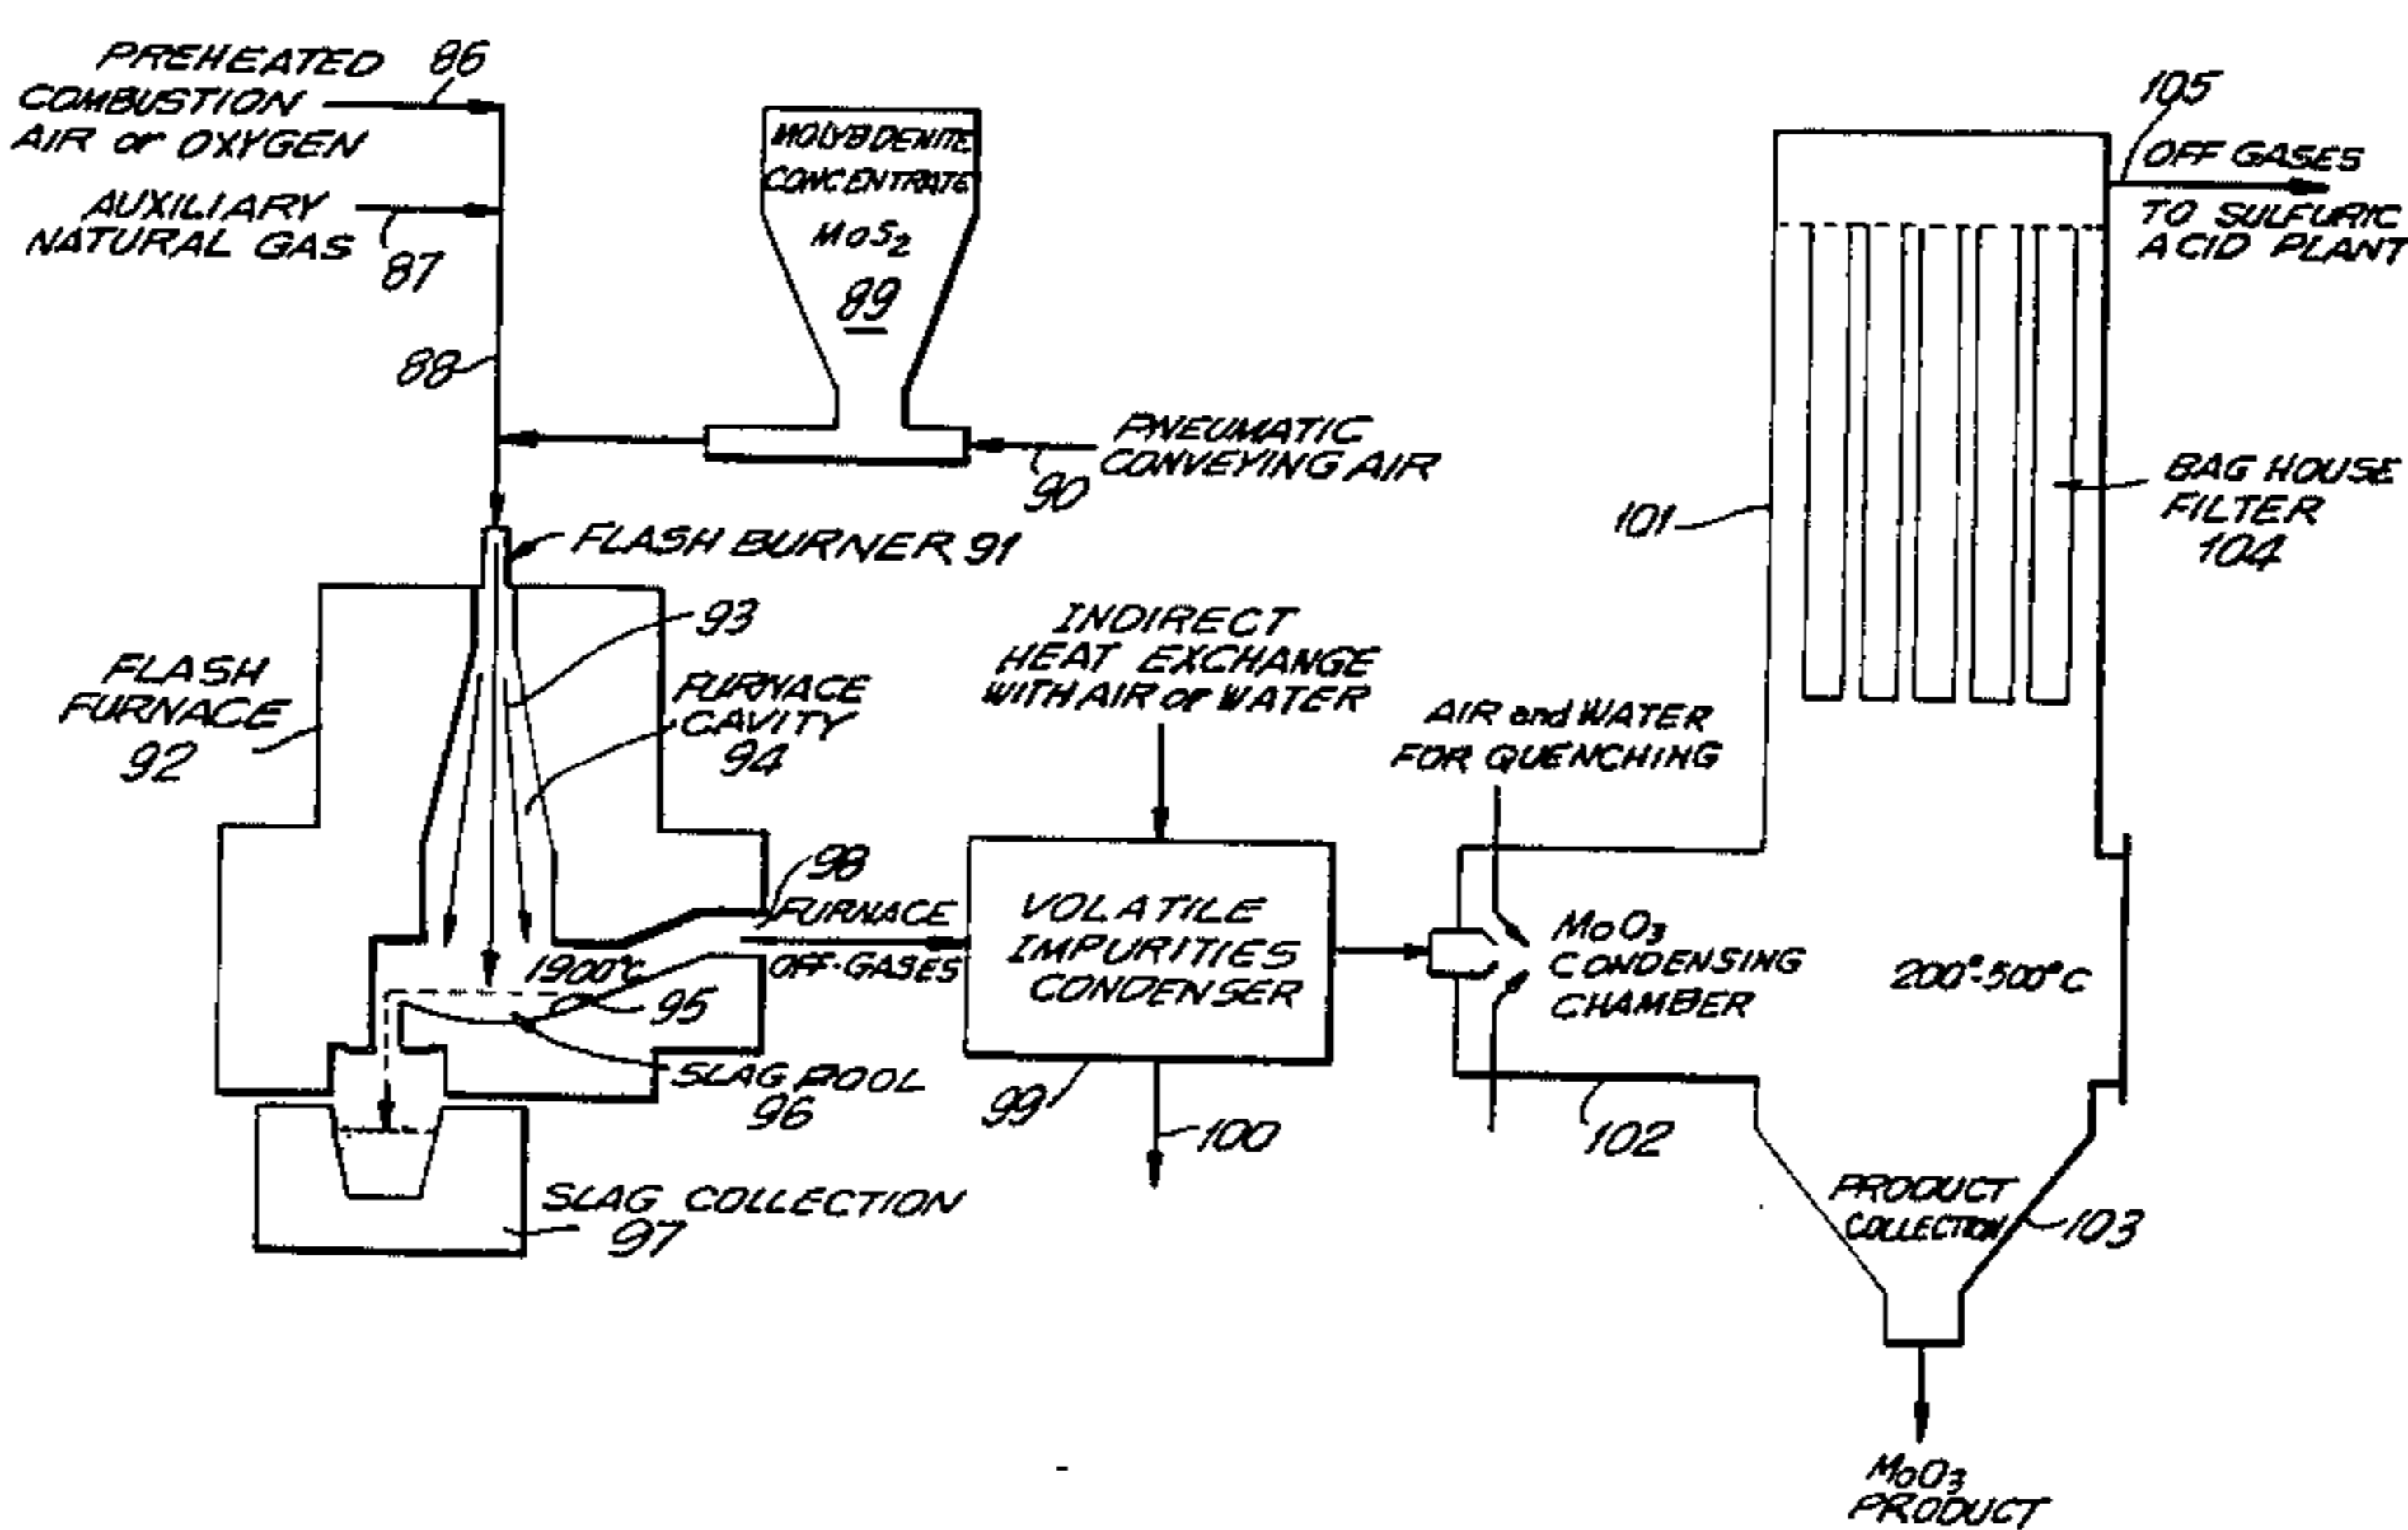 PREHEATED
COMBUSTION
AIR or OXYGEN
86
AUXILIARY
NATURAL GAS
87
88
MOLYBDENITE
CONCENTRATE
MoS2
89
PNEUMATIC
CONVEYING AIR
90
FLASH BURNER 91
FLASH
FURNACE
92
93
FURNACE
CAVITY
94
1900°C
95
SLAG POOL
96
SLAG COLLECTION
97
98
FURNACE
OFF-GASES
INDIRECT
HEAT EXCHANGE
WITH AIR or WATER
VOLATILE
IMPURITIES
CONDENSER
99
100
AIR and WATER
FOR QUENCHING
MoO3
CONDENSING
CHAMBER
200°-500°C
101
102
105
OFF GASES
TO SULFURIC
ACID PLANT
BAG HOUSE
FILTER
104
PRODUCT
COLLECTION
103
MoO3
PRODUCT